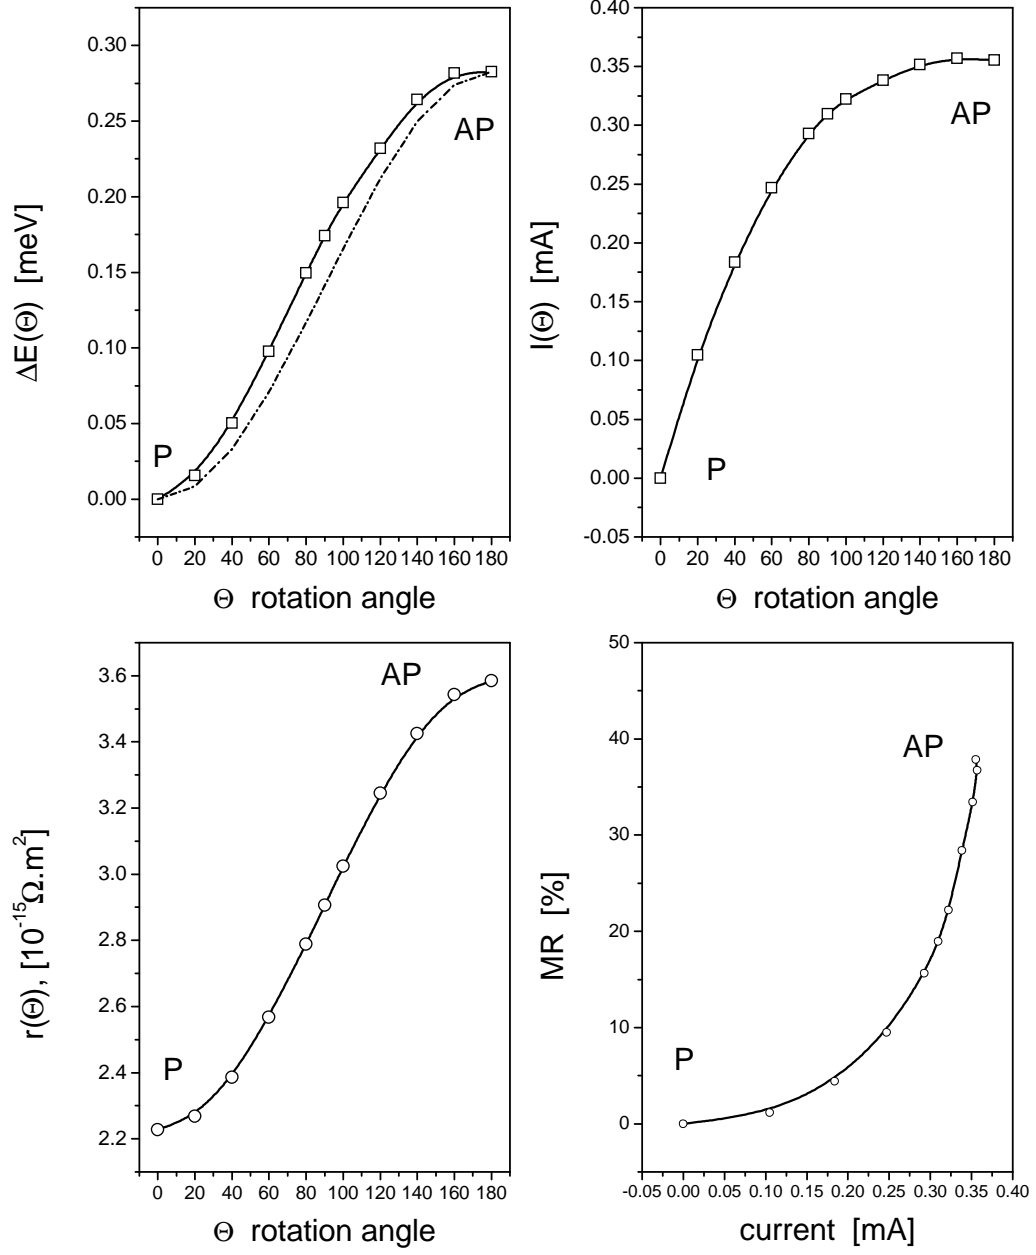 0.30
0.25
0.20
0.15
0.10
0.05
0.00
ΔE(Θ) [meV]
P
AP
0 20 40 60 80 100 120 140 160 180
Θ rotation angle
0.40
0.35
0.30
0.25
0.20
0.15
0.10
0.05
0.00
-0.05
I(Θ) [mA]
AP
P
0 20 40 60 80 100 120 140 160 180
Θ rotation angle
3.6
3.4
3.2
3.0
2.8
2.6
2.4
2.2
r(Θ), [10⁻¹⁵Ω.m²]
AP
P
0 20 40 60 80 100 120 140 160 180
Θ rotation angle
50
40
30
20
10
0
MR [%]
AP
P
-0.05 0.00 0.05 0.10 0.15 0.20 0.25 0.30 0.35 0.40
current [mA]